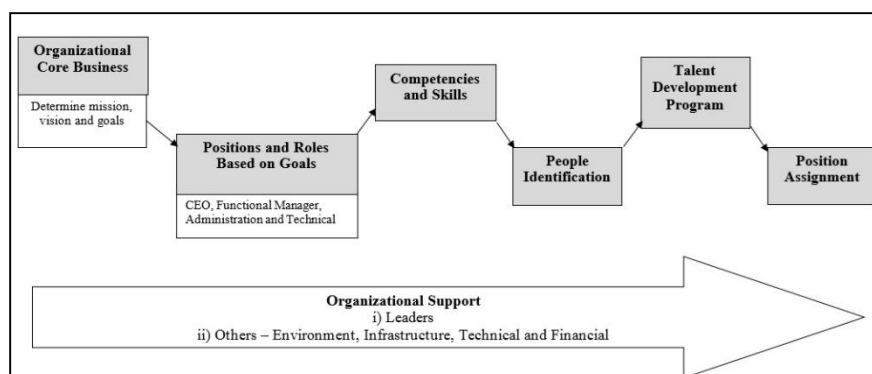 Organizational
Core Business
Determine mission,
vision and goals
Positions and Roles
Based on Goals
CEO, Functional Manager,
Administration and Technical
Competencies
and Skills
People
Identification
Talent
Development
Program
Position
Assignment
Organizational Support
i) Leaders
ii) Others – Environment, Infrastructure, Technical and Financial